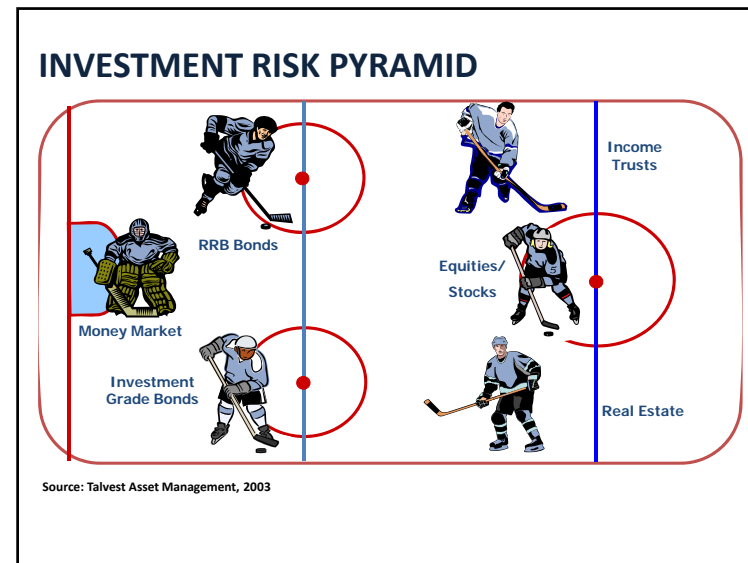 INVESTMENT RISK PYRAMID
Income
Trusts
RRB Bonds
Equities/
Stocks
5
Money Market
Investment
Grade Bonds
Real Estate
Source: Talvest Asset Management, 2003